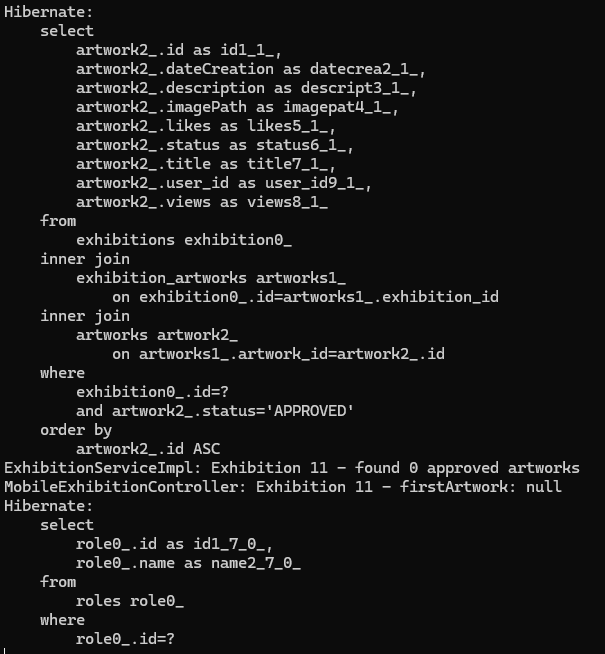 Hibernate:
    select
        artwork2_.id as id1_1_,
        artwork2_.dateCreation as datecrea2_1_,
        artwork2_.description as descript3_1_,
        artwork2_.imagePath as imagepat4_1_,
        artwork2_.likes as likes5_1_,
        artwork2_.status as status6_1_,
        artwork2_.title as title7_1_,
        artwork2_.user_id as user_id9_1_,
        artwork2_.views as views8_1_
    from
        exhibitions exhibition0_
    inner join
        exhibition_artworks artworks1_
            on exhibition0_.id=artworks1_.exhibition_id
    inner join
        artworks artwork2_
            on artworks1_.artwork_id=artwork2_.id
    where
        exhibition0_.id=?
        and artwork2_.status='APPROVED'
    order by
        artwork2_.id ASC
ExhibitionServiceImpl: Exhibition 11 - found 0 approved artworks
MobileExhibitionController: Exhibition 11 - firstArtwork: null
Hibernate:
    select
        role0_.id as id1_7_0_,
        role0_.name as name2_7_0_
    from
        roles role0_
    where
        role0_.id=?